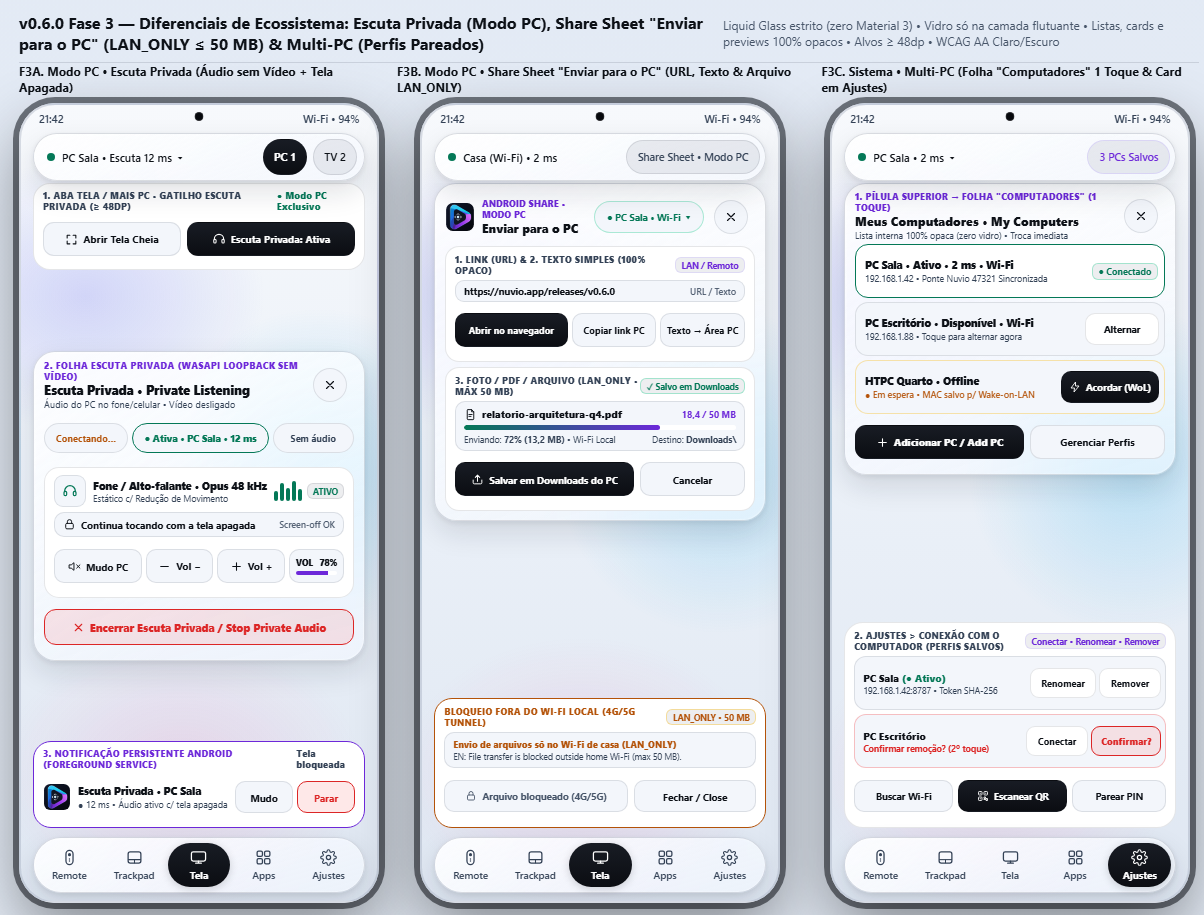 v0.6.0 Fase 3 — Diferenciais de Ecossistema: Escuta Privada (Modo PC), Share Sheet "Enviar
para o PC" (LAN_ONLY ≤ 50 MB) & Multi-PC (Perfis Pareados)
Liquid Glass estrito (zero Material 3) • Vidro só na camada flutuante • Listas, cards e
previews 100% opacos • Alvos ≥ 48dp • WCAG AA Claro/Escuro
F3A. Modo PC • Escuta Privada (Áudio sem Vídeo + Tela
Apagada)
21:42
Wi-Fi • 94%
PC Sala • Escuta 12 ms
PC 1
TV 2
1. ABA TELA / MAIS PC • GATILHO ESCUTA
PRIVADA (≥ 48DP)
• Modo PC
Exclusivo
Abrir Tela Cheia
Escuta Privada: Ativa
2. FOLHA ESCUTA PRIVADA (WASAPI LOOPBACK SEM
VÍDEO)
Escuta Privada • Private Listening
Áudio do PC no fone/celular • Vídeo desligado
Conectando...
• Ativa • PC Sala • 12 ms
Sem áudio
Fone / Alto-falante • Opus 48 kHz
Estático c/ Redução de Movimento
ATIVO
Continua tocando com a tela apagada
Screen-off OK
Mudo PC
Vol −
Vol +
VOL 78%
Encerrar Escuta Privada / Stop Private Audio
3. NOTIFICAÇÃO PERSISTENTE ANDROID
(FOREGROUND SERVICE)
Tela
bloqueada
Escuta Privada • PC Sala
● 12 ms • Áudio ativo c/ tela apagada
Mudo
Parar
Remote
Trackpad
Tela
Apps
Ajustes
F3B. Modo PC • Share Sheet "Enviar para o PC" (URL, Texto & Arquivo
LAN_ONLY)
21:42
Wi-Fi • 94%
Casa (Wi-Fi) • 2 ms
Share Sheet • Modo PC
ANDROID SHARE •
MODO PC
Enviar para o PC
• PC Sala • Wi-Fi
1. LINK (URL) & 2. TEXTO SIMPLES (100%
OPACO)
LAN / Remoto
https://nuvio.app/releases/v0.6.0
URL / Texto
Abrir no navegador
Copiar link PC
Texto → Área PC
3. FOTO / PDF / ARQUIVO (LAN_ONLY •
MÁX 50 MB)
✓ Salvo em Downloads
relatorio-arquitetura-q4.pdf
18,4 / 50 MB
Enviando: 72% (13,2 MB) • Wi-Fi Local
Destino: Downloads\
Salvar em Downloads do PC
Cancelar
BLOQUEIO FORA DO WI-FI LOCAL (4G/5G
TUNNEL)
LAN_ONLY • 50 MB
Envio de arquivos só no Wi-Fi de casa (LAN_ONLY)
EN: File transfer is blocked outside home Wi-Fi (max 50 MB).
Arquivo bloqueado (4G/5G)
Fechar / Close
Remote
Trackpad
Tela
Apps
Ajustes
F3C. Sistema • Multi-PC (Folha "Computadores" 1 Toque & Card
em Ajustes)
21:42
Wi-Fi • 94%
PC Sala • 2 ms
3 PCs Salvos
1. PÍLULA SUPERIOR → FOLHA "COMPUTADORES" (1
TOQUE)
Meus Computadores • My Computers
Lista interna 100% opaca (zero vidro) • Troca imediata
PC Sala • Ativo • 2 ms • Wi-Fi
192.168.1.42 • Ponte Nuvio 47321 Sincronizada
• Conectado
PC Escritório • Disponível • Wi-Fi
192.168.1.88 • Toque para alternar agora
Alternar
HTPC Quarto • Offline
● Em espera • MAC salvo p/ Wake-on-LAN
Acordar (WoL)
Adicionar PC / Add PC
Gerenciar Perfis
2. AJUSTES > CONEXÃO COM O
COMPUTADOR (PERFIS SALVOS)
Conectar • Renomear • Remover
PC Sala (• Ativo)
192.168.1.42:8787 • Token SHA-256
Renomear
Remover
PC Escritório
Confirmar remoção? (2º toque)
Conectar
Confirmar?
Buscar Wi-Fi
Escanear QR
Parear PIN
Remote
Trackpad
Tela
Apps
Ajustes